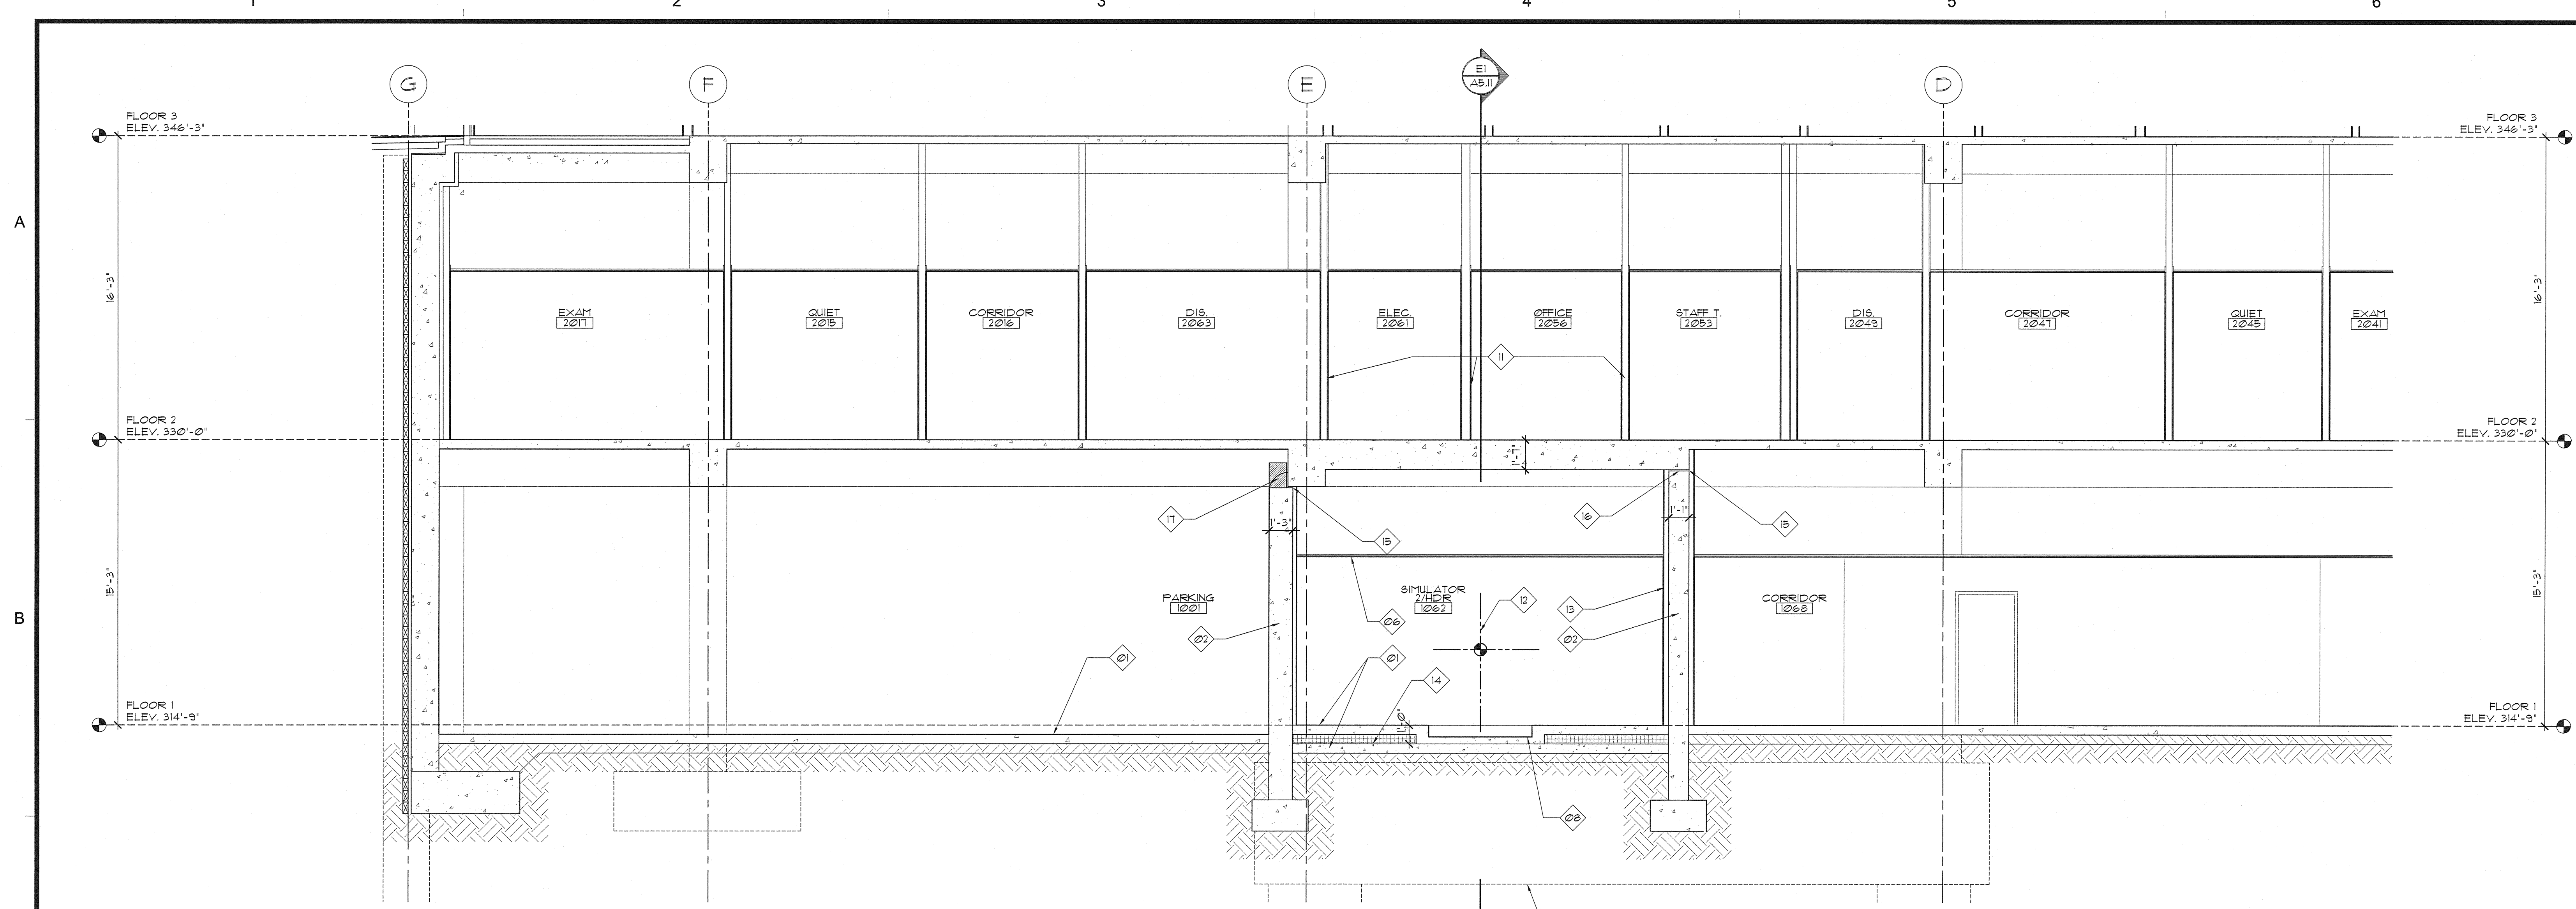 1 2 3 4 5 6
G F E E1 D
A5.11
FLOOR 3
ELEV. 346'-3"
FLOOR 3
ELEV. 346'-3"
A
16'-3"
16'-3"
EXAM
2017
QUIET
2015
CORRIDOR
2016
DIS.
2063
ELEC.
2061
OFFICE
2056
STAFF T.
2053
DIS.
2049
CORRIDOR
2047
QUIET
2045
EXAM
2041
11
FLOOR 2
ELEV. 330'-0"
FLOOR 2
ELEV. 330'-0"
1'-7"
17
1'-3"
15
16
1'-1"
15
15'-3"
15'-3"
B
PARKING
1001
SIMULATOR
2/HDR
1062
CORRIDOR
1068
12
13
06
02
02
01
01
14
1'-0"
FLOOR 1
ELEV. 314'-9"
FLOOR 1
ELEV. 314'-9"
08